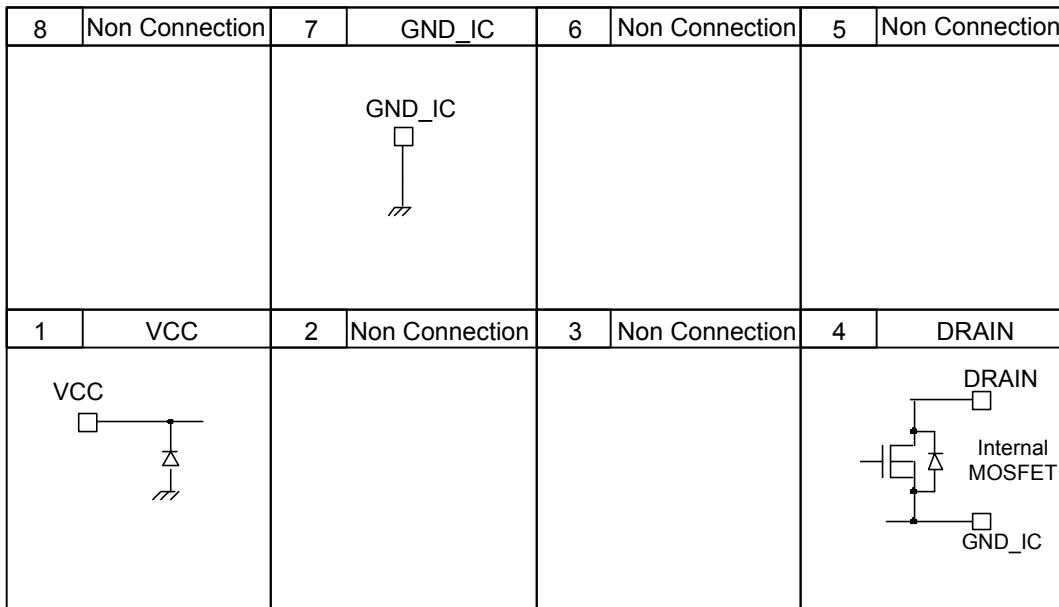 8 Non Connection 7 GND_IC 6 Non Connection 5 Non Connection
GND_IC
1 VCC 2 Non Connection 3 Non Connection 4 DRAIN
VCC
DRAIN
Internal
MOSFET
GND_IC